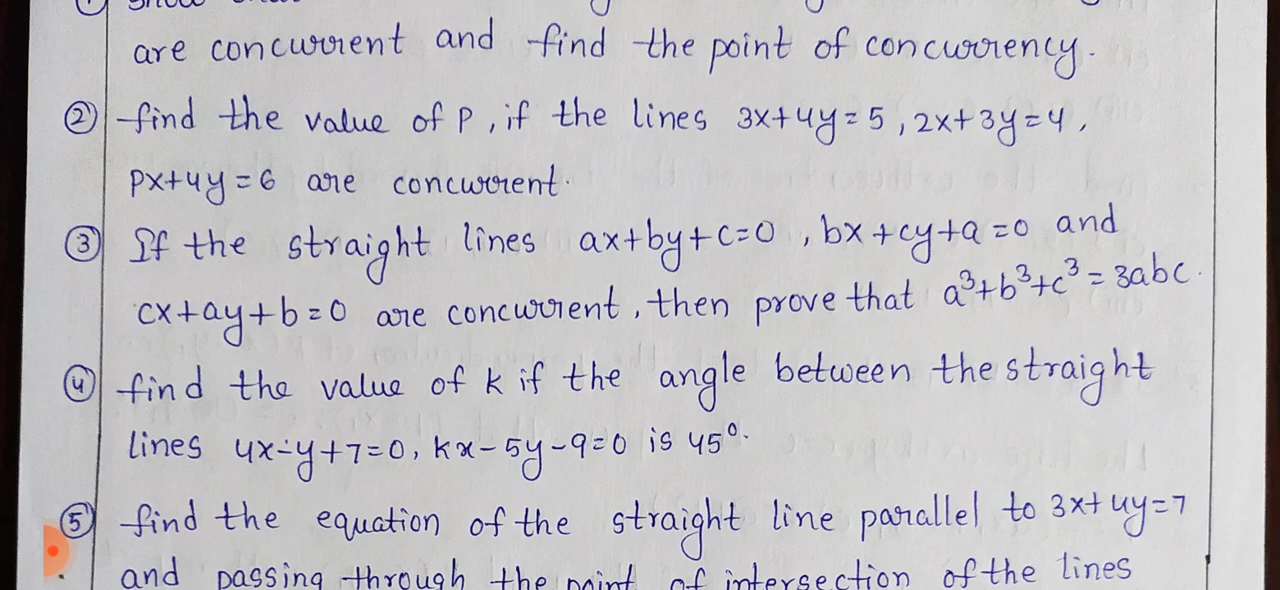 are concurrent and find the point of concurrency.
② find the value of P, if the lines 3x+4y=5, 2x+3y=4,
px+4y=6 are concurrent.
③ If the straight lines ax+by+c=0, bx+cy+a=0 and
cx+ay+b=0 are concurrent, then prove that a³+b³+c³=3abc.
④ find the value of k if the angle between the straight
lines 4x-y+7=0, kx-5y-9=0 is 45⁰.
⑤ find the equation of the straight line parallel to 3x+4y=7
and passing through the point of intersection of the lines